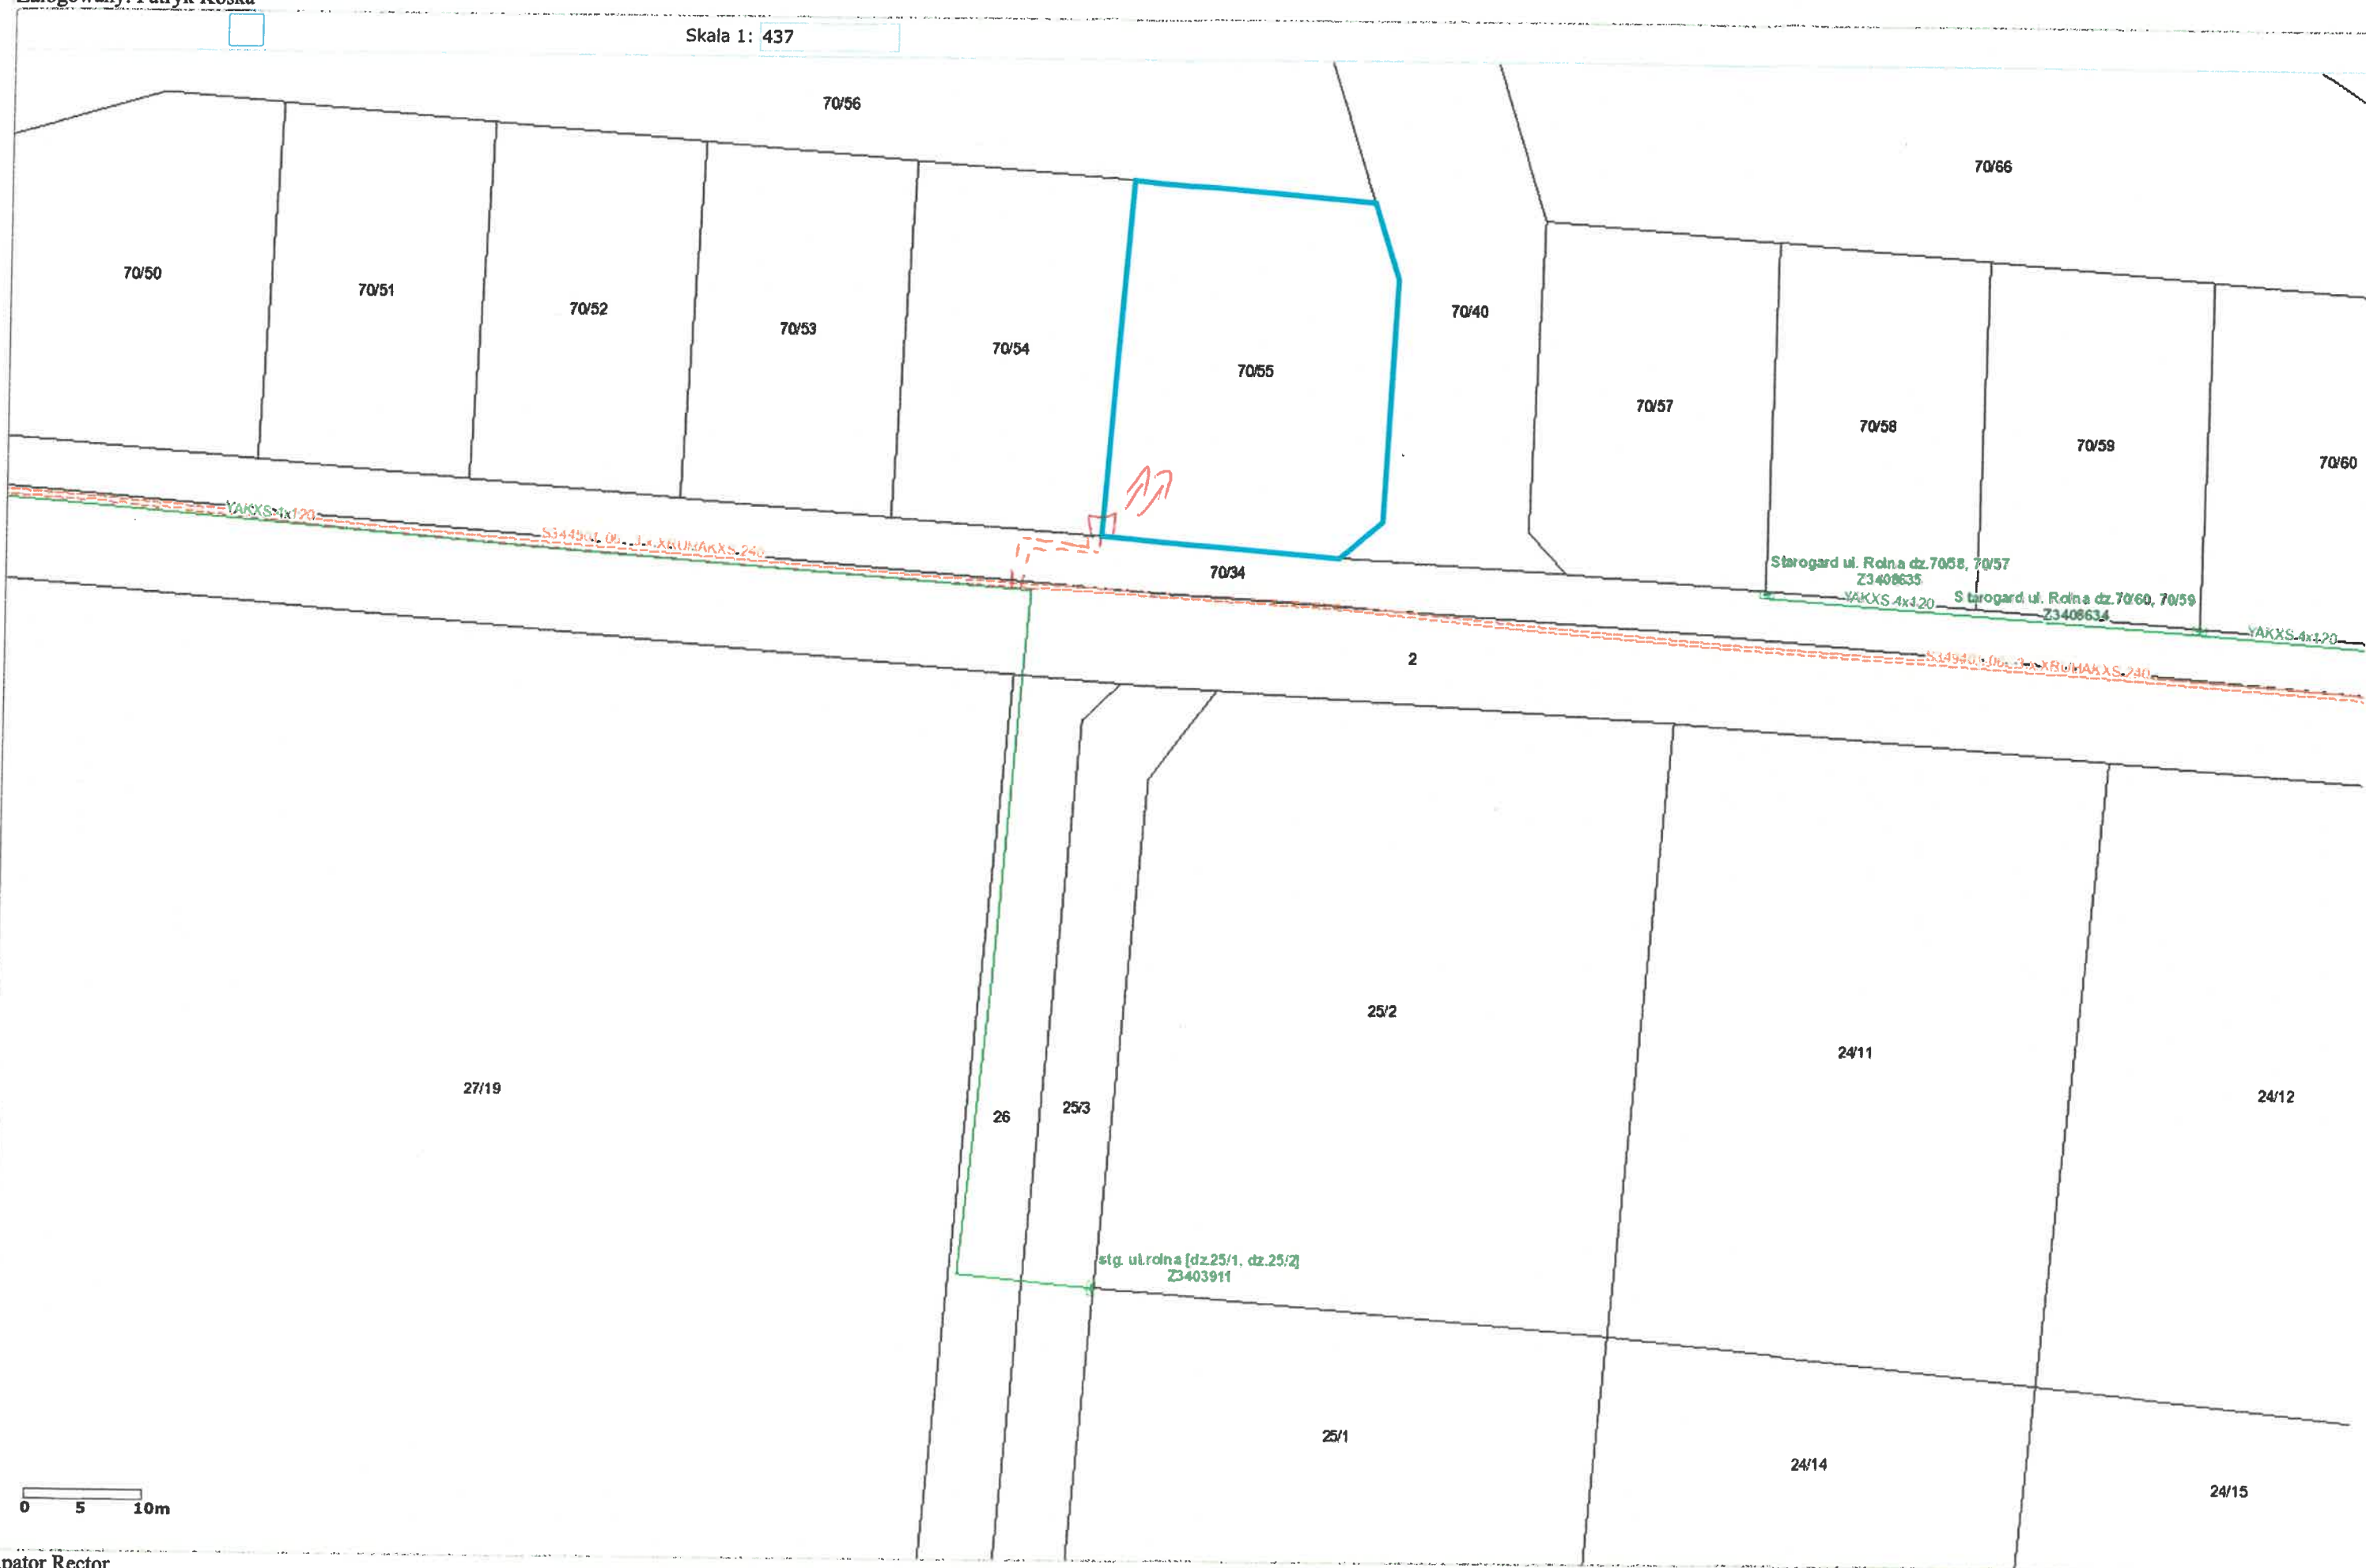 Skala 1: 437
70/56
70/66
70/50
70/51
70/52
70/53
70/54
70/55
70/40
70/57
70/58
70/59
70/60
YAKXS 4x120
70/34
Starogard ul. Rolna dz.70/58, 70/57
Z3408635
YAKXS 4x120
Starogard ul. Rolna dz.70/60, 70/59
Z3408634
YAKXS 4x120
2
27/19
26
25/3
25/2
24/11
24/12
stg. ul.rolna [dz.25/1, dz.25/2]
Z3403911
25/1
24/14
24/15
0 5 10m
Rector